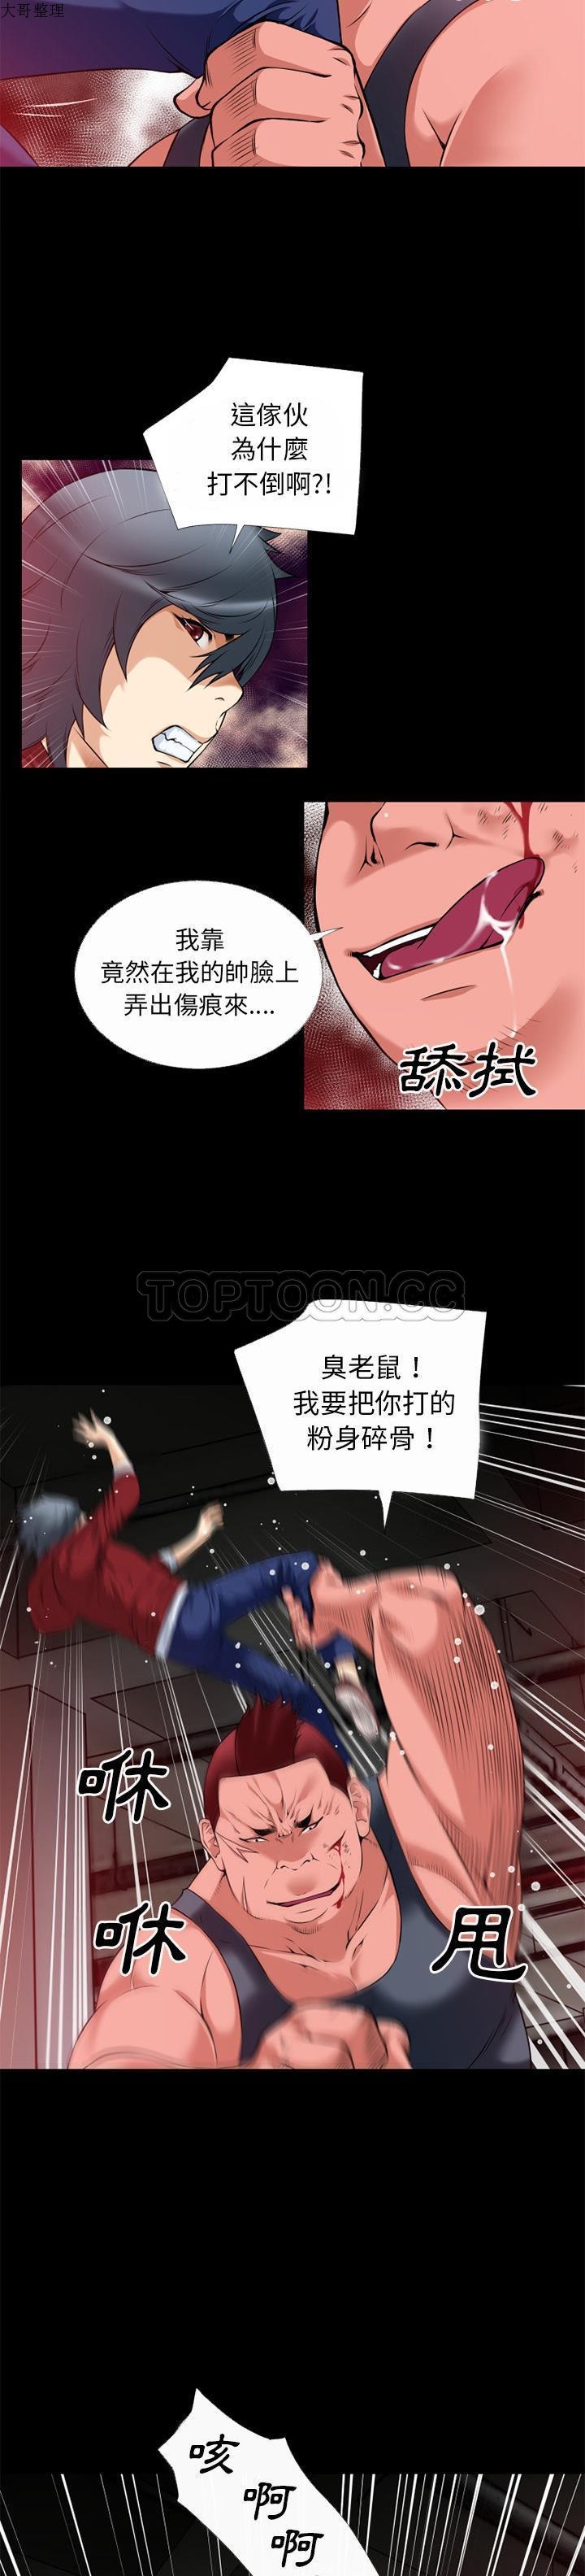 大哥整理
這傢伙
為什麼
打不倒啊?!
我靠
竟然在我的帥臉上
弄出傷痕來....
舔拭
TOPTOON.CC
臭老鼠！
我要把你打的
粉身碎骨！
咻
咻
甩
咳
啊
啊